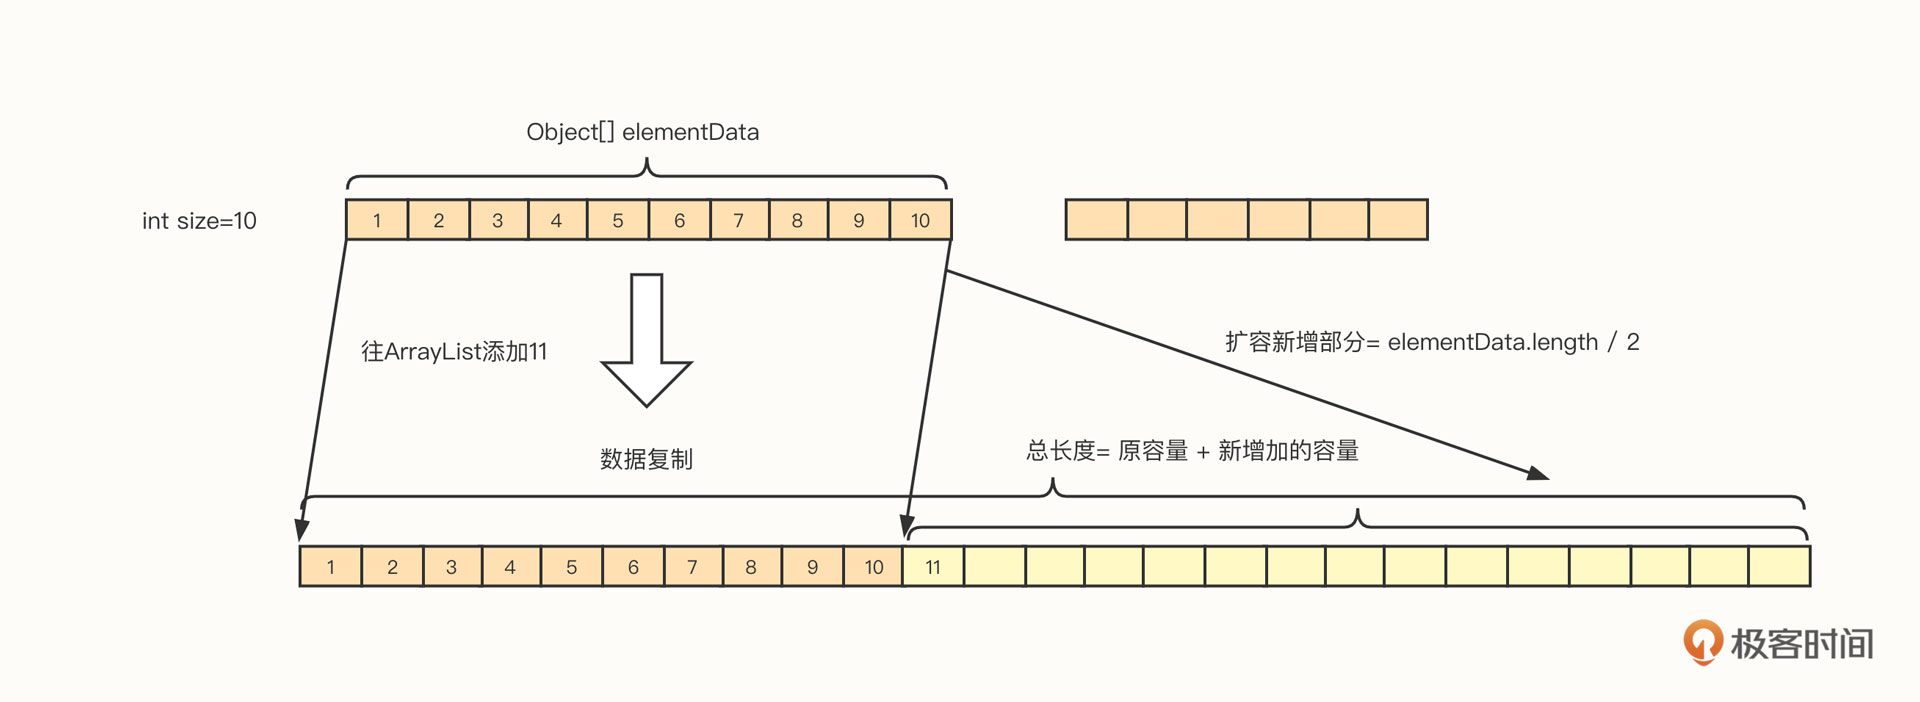 Object[] elementData
int size=10
1 2 3 4 5 6 7 8 9 10
往ArrayList添加11
扩容新增部分= elementData.length / 2
数据复制
总长度= 原容量 + 新增加的容量
1 2 3 4 5 6 7 8 9 10 11
极客时间